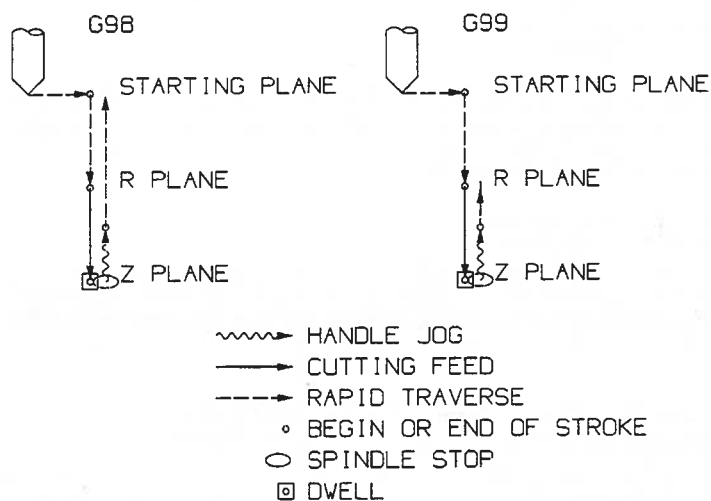 G98
G99
STARTING PLANE
STARTING PLANE
R PLANE
R PLANE
Z PLANE
Z PLANE
HANDLE JOG
CUTTING FEED
RAPID TRAVERSE
BEGIN OR END OF STROKE
SPINDLE STOP
DWELL